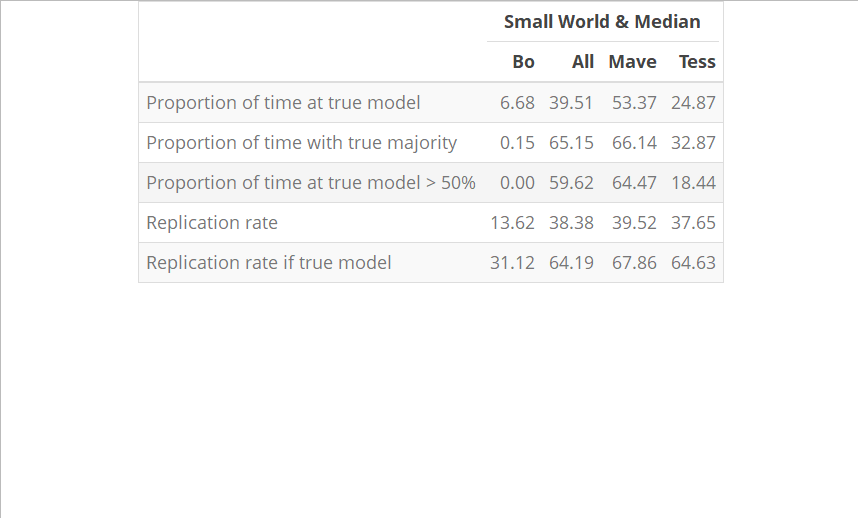 Small World & Median
Bo All Mave Tess
Proportion of time at true model 6.68 39.51 53.37 24.87
Proportion of time with true majority 0.15 65.15 66.14 32.87
Proportion of time at true model > 50% 0.00 59.62 64.47 18.44
Replication rate 13.62 38.38 39.52 37.65
Replication rate if true model 31.12 64.19 67.86 64.63